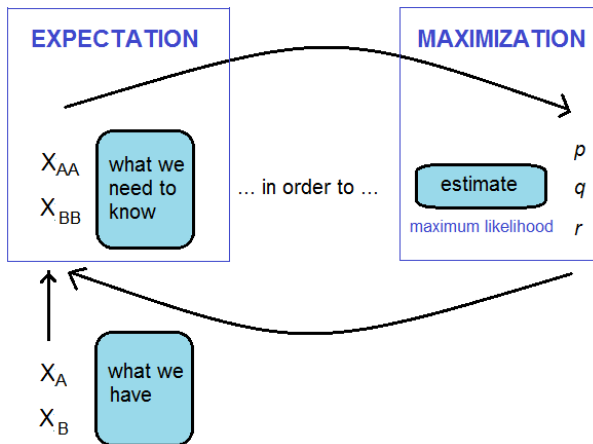 EXPECTATION
MAXIMIZATION
X_AA
X_BB
what we
need to
know
... in order to ...
estimate
maximum likelihood
p
q
r
X_A
X_B
what we
have